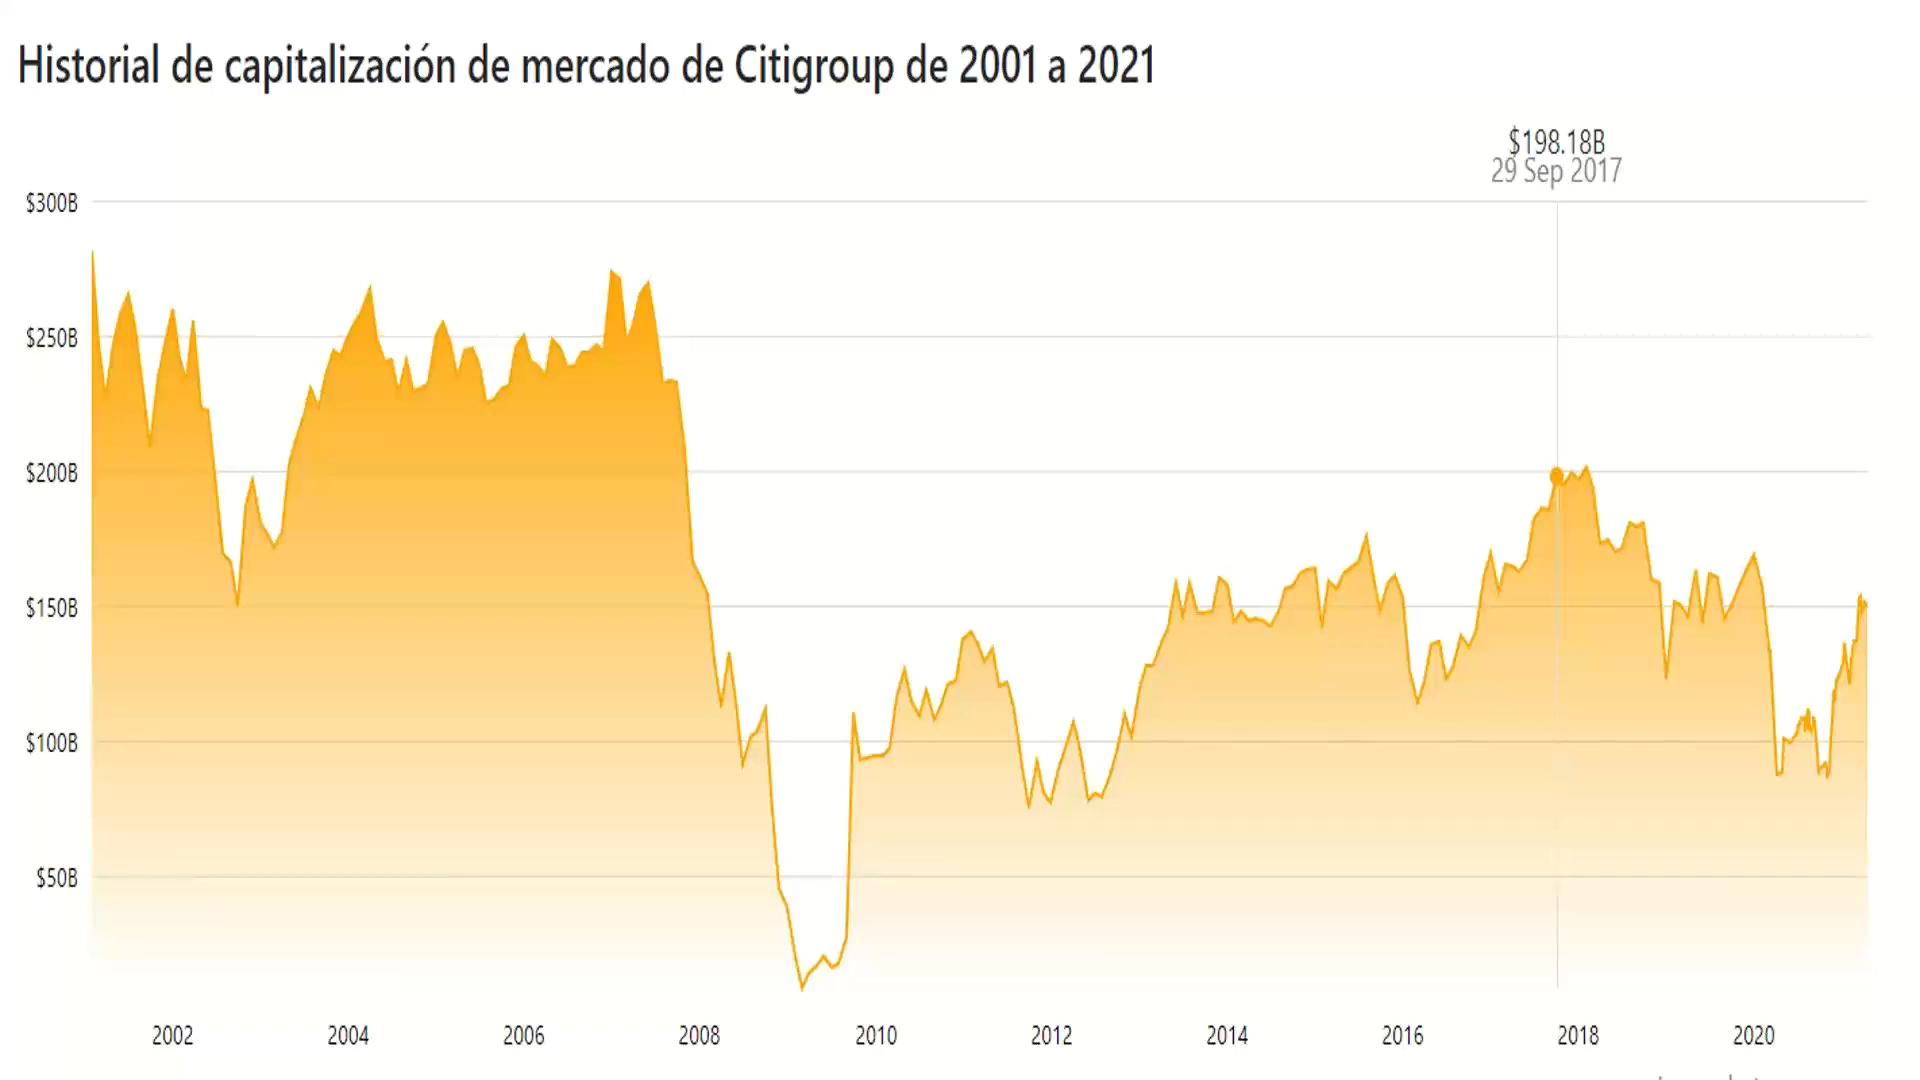 Historial de capitalización de mercado de Citigroup de 2001 a 2021
$198.18B
29 Sep 2017
$300B
$250B
$200B
$150B
$100B
$50B
2002 2004 2006 2008 2010 2012 2014 2016 2018 2020